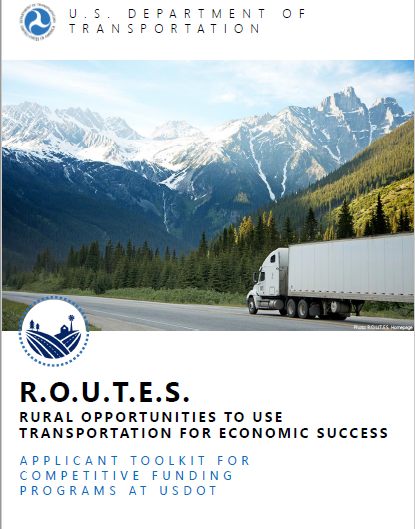 U.S. DEPARTMENT OF
TRANSPORTATION
Photo: R.O.U.T.E.S. Homepage
R.O.U.T.E.S.
RURAL OPPORTUNITIES TO USE
TRANSPORTATION FOR ECONOMIC SUCCESS
APPLICANT TOOLKIT FOR
COMPETITIVE FUNDING
PROGRAMS AT USDOT